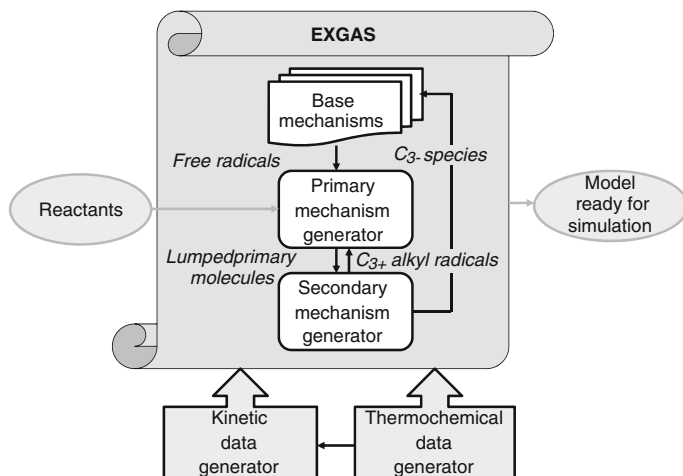 EXGAS
Base
mechanisms
Free radicals
C3- species
Reactants
Primary
mechanism
generator
Model
ready for
simulation
Lumpedprimary
molecules
C3+ alkyl radicals
Secondary
mechanism
generator
Kinetic
data
generator
Thermochemical
data
generator